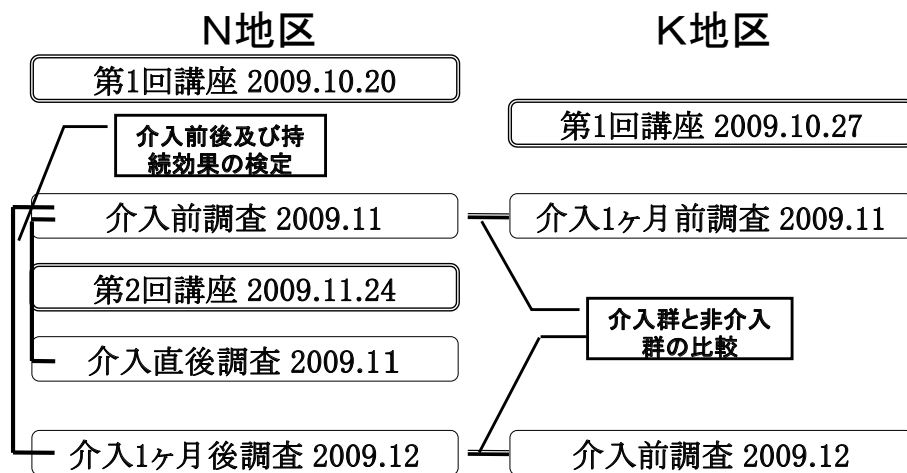 N地区
K地区
第1回講座 2009.10.20
第1回講座 2009.10.27
介入前後及び持
続効果の検定
介入前調査 2009.11
介入1ヶ月前調査 2009.11
第2回講座 2009.11.24
介入群と非介入
群の比較
介入直後調査 2009.11
介入1ヶ月後調査 2009.12
介入前調査 2009.12